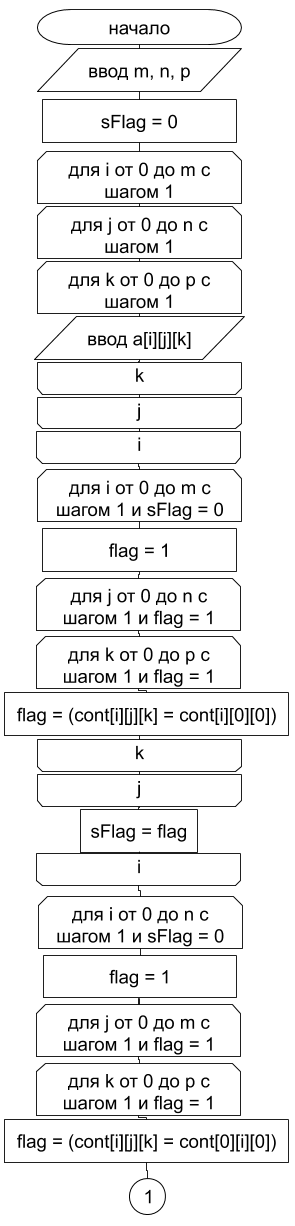 начало
ввод m, n, p
sFlag = 0
для i от 0 до m с
шагом 1
для j от 0 до n с
шагом 1
для k от 0 до p с
шагом 1
ввод a[i][j][k]
k
j
i
для i от 0 до m с
шагом 1 и sFlag = 0
flag = 1
для j от 0 до n с
шагом 1 и flag = 1
для k от 0 до p с
шагом 1 и flag = 1
flag = (cont[i][j][k] = cont[i][0][0])
k
j
sFlag = flag
i
для i от 0 до n с
шагом 1 и sFlag = 0
flag = 1
для j от 0 до m с
шагом 1 и flag = 1
для k от 0 до p с
шагом 1 и flag = 1
flag = (cont[i][j][k] = cont[0][i][0])
1